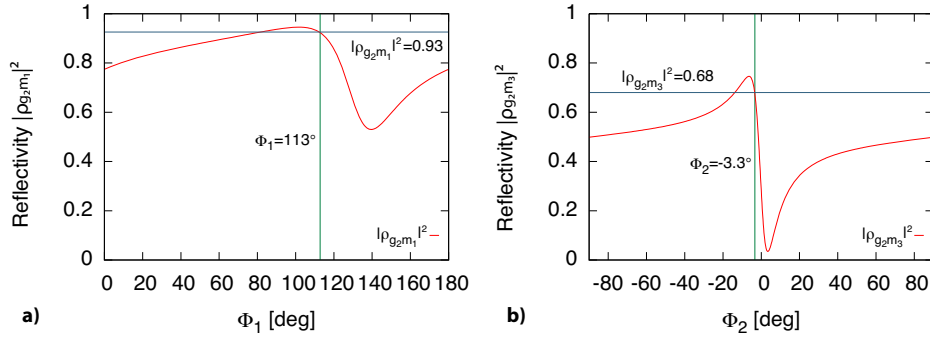 Reflectivity |ρg₂m₁|²
1
0.8
0.6
0.4
0.2
0
|ρg₂m₁|²=0.93
Φ₁=113°
|ρg₂m₁|²
0 20 40 60 80 100 120 140 160 180
a)
Φ₁ [deg]
Reflectivity |ρg₂m₃|²
1
0.8
0.6
0.4
0.2
0
|ρg₂m₃|²=0.68
Φ₂=-3.3°
|ρg₂m₃|²
-80 -60 -40 -20 0 20 40 60 80
b)
Φ₂ [deg]